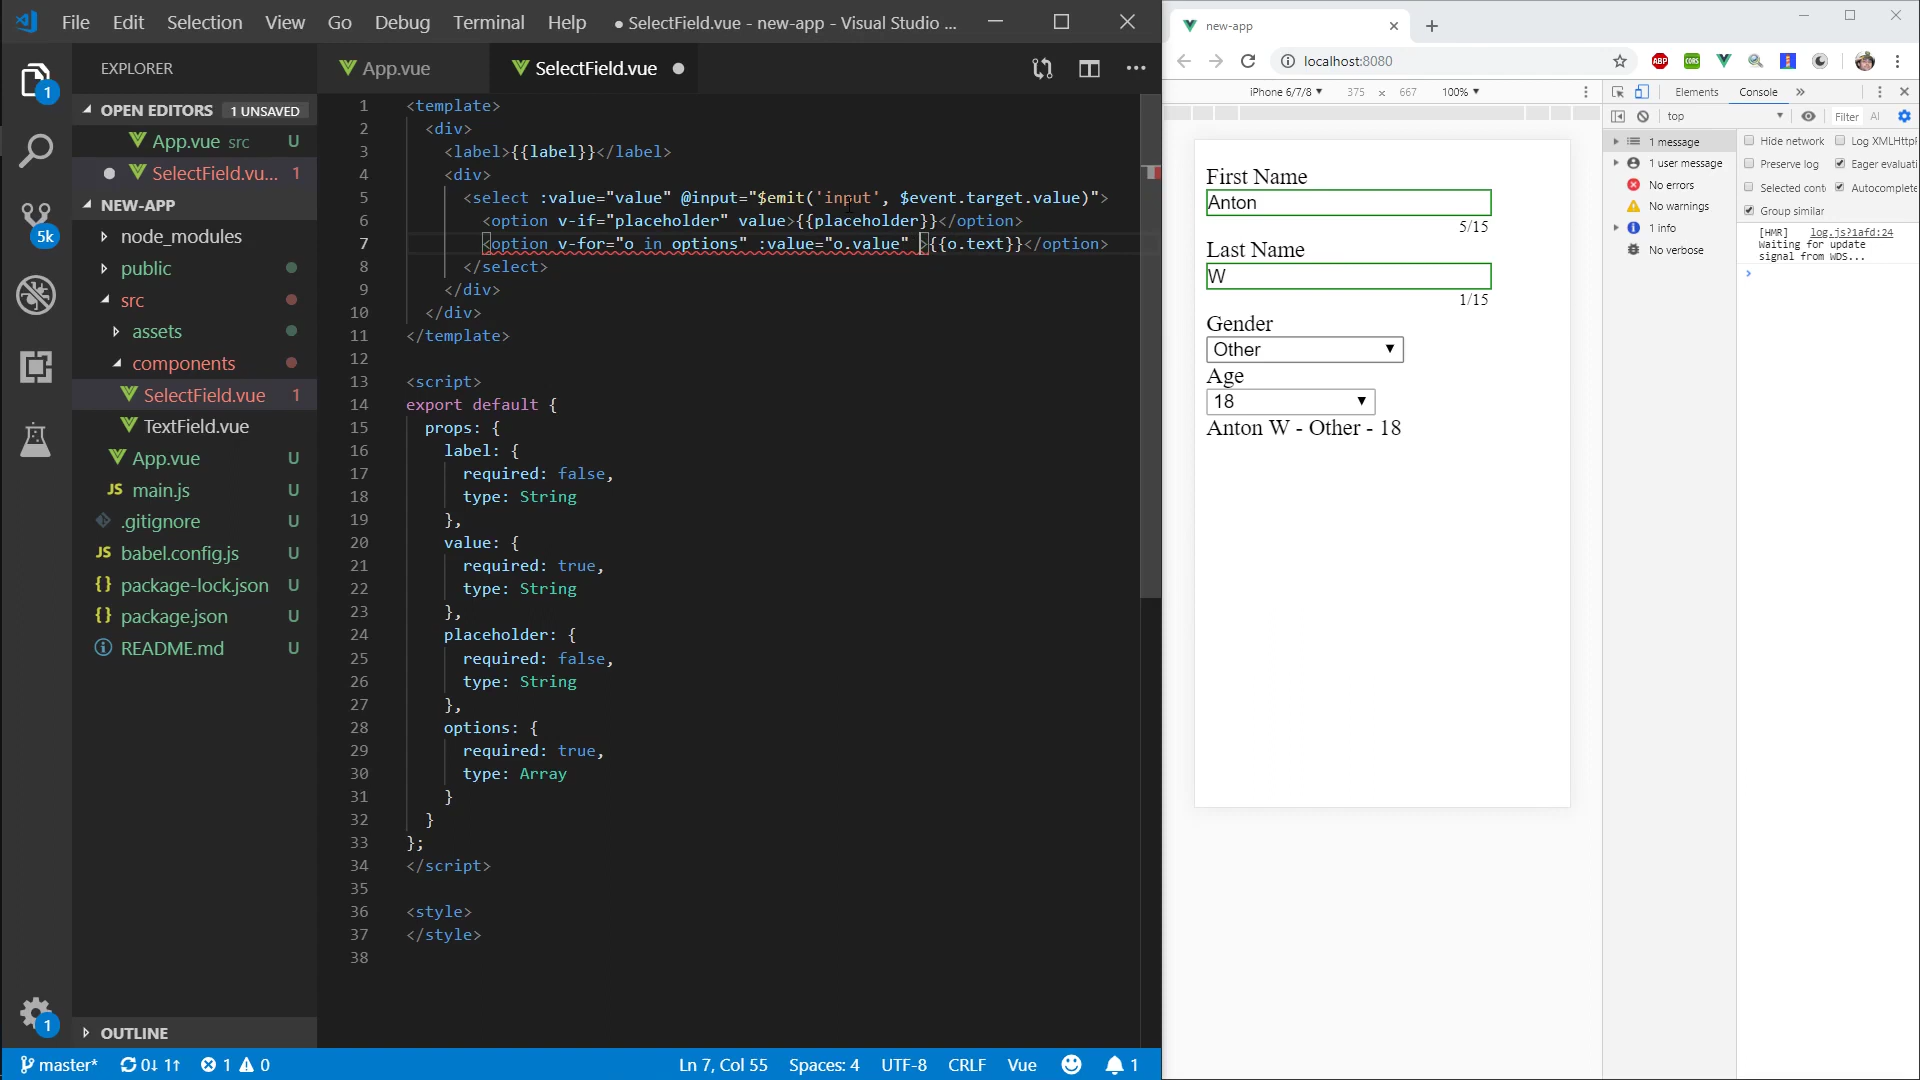 File Edit Selection View Go Debug Terminal Help ● SelectField.vue - new-app - Visual Studio ...
EXPLORER
OPEN EDITORS 1 UNSAVED
App.vue src U
SelectField.vu... 1
NEW-APP
node_modules
public
src
assets
components
SelectField.vue 1
TextField.vue
App.vue U
JS main.js U
.gitignore U
JS babel.config.js U
{} package-lock.json U
{} package.json U
README.md U
OUTLINE
1
5k
1
App.vue SelectField.vue
1 <template>
2 <div>
3 <label>{{label}}</label>
4 <div>
5 <select :value="value" @input="$emit('input', $event.target.value)">
6 <option v-if="placeholder" value>{{placeholder}}</option>
7 <option v-for="o in options" :value="o.value" >{{o.text}}</option>
8 </select>
9 </div>
10 </div>
11 </template>
12
13 <script>
14 export default {
15 props: {
16 label: {
17 required: false,
18 type: String
19 },
20 value: {
21 required: true,
22 type: String
23 },
24 placeholder: {
25 required: false,
26 type: String
27 },
28 options: {
29 required: true,
30 type: Array
31 }
32 }
33 };
34 </script>
35
36 <style>
37 </style>
38
master* 0↓ 1↑ 1 0 Ln 7, Col 55 Spaces: 4 UTF-8 CRLF Vue 1
new-app
localhost:8080
ABP CORS
iPhone 6/7/8 375 x 667 100%
First Name
Anton
5/15
Last Name
W
1/15
Gender
Other
Age
18
Anton W - Other - 18
Elements Console
top Filter Al
1 message
1 user message
No errors
No warnings
1 info
No verbose
Hide network Log XMLHttpR
Preserve log Eager evaluati
Selected cont Autocomplete
Group similar
[HMR] log.js?1afd:24
Waiting for update
signal from WDS...